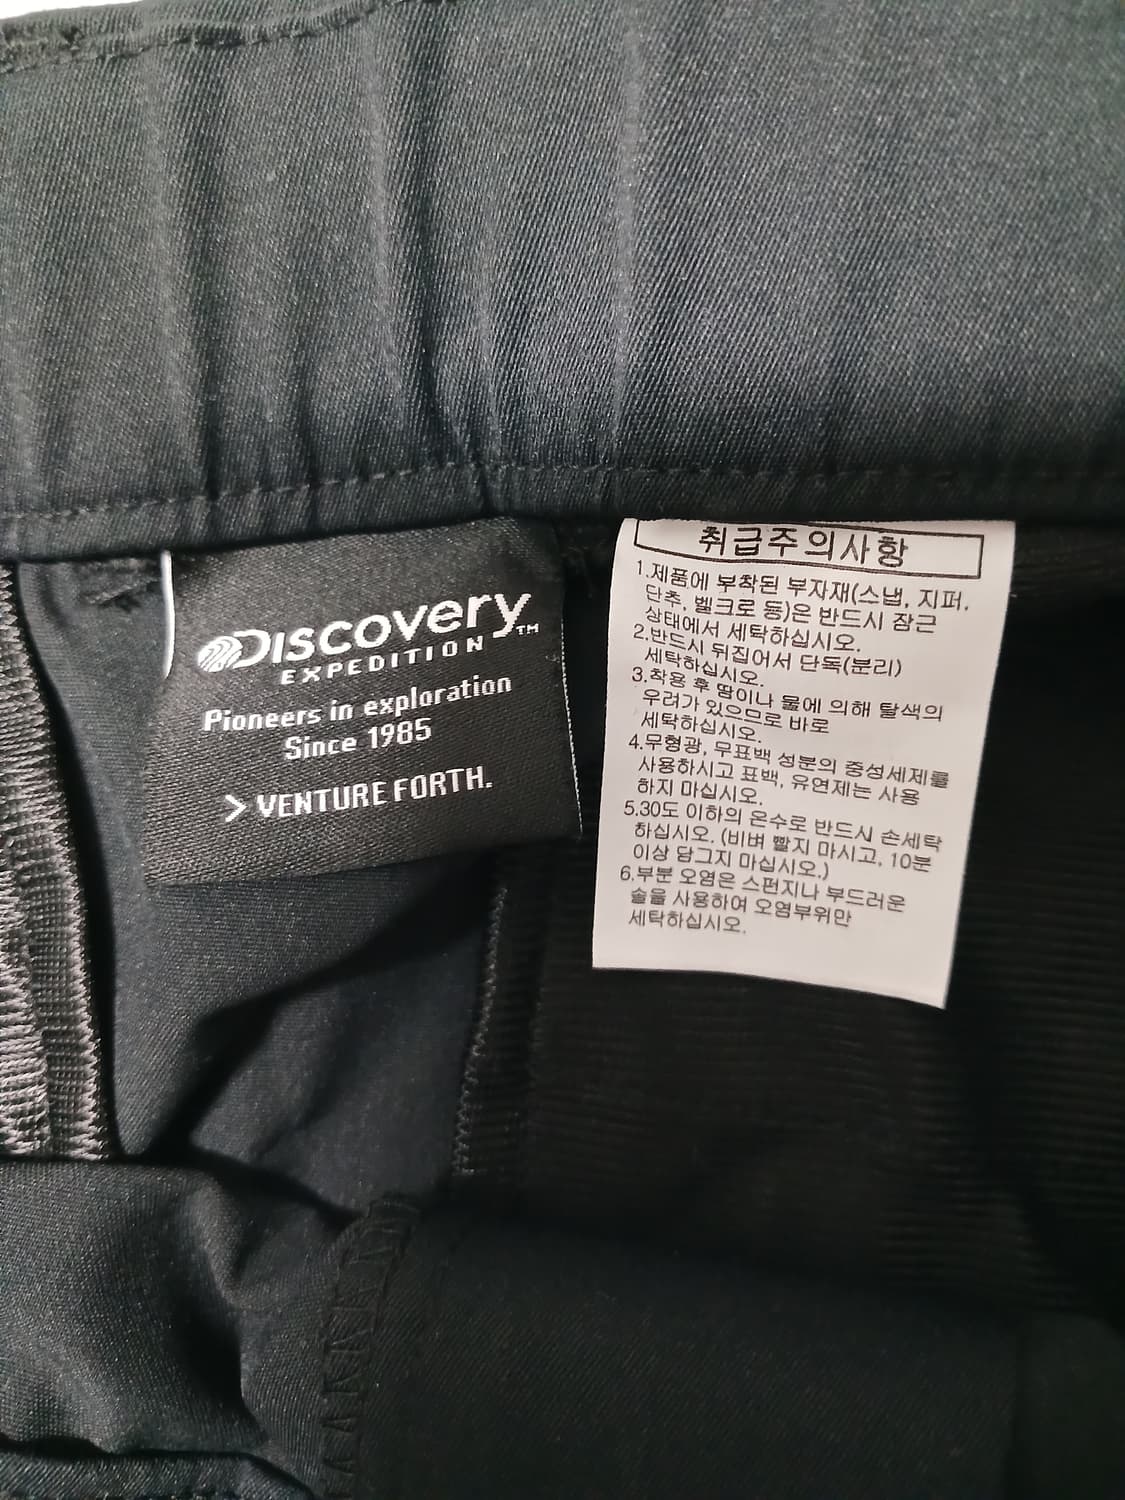 DISCOVERY™
EXPEDITION
Pioneers in exploration
Since 1985
> VENTURE FORTH.
취급주의사항
1.제품에 부착된 부자재(스냅, 지퍼,
단추, 벨크로 등)은 반드시 잠근
상태에서 세탁하십시오.
2.반드시 뒤집어서 단독(분리)
세탁하십시오.
3.착용 후 땀이나 물에 의해 탈색의
우려가 있으므로 바로
세탁하십시오.
4.무형광, 무표백 성분의 중성세제를
사용하시고 표백, 유연제는 사용
하지 마십시오.
5.30도 이하의 온수로 반드시 손세탁
하십시오. (비벼 빨지 마시고, 10분
이상 담그지 마십시오.)
6.부분 오염은 스펀지나 부드러운
솔을 사용하여 오염부위만
세탁하십시오.